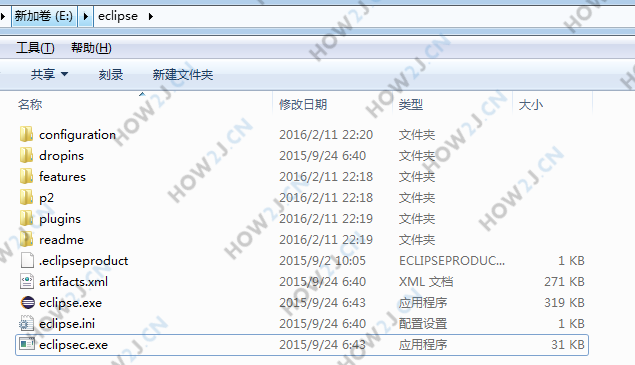 新加卷 (E:) eclipse
工具(T) 帮助(H)
共享 刻录 新建文件夹
名称 修改日期 类型 大小
configuration 2016/2/11 22:20 文件夹
dropins 2015/9/24 6:40 文件夹
features 2016/2/11 22:18 文件夹
p2 2016/2/11 22:18 文件夹
plugins 2016/2/11 22:19 文件夹
readme 2016/2/11 22:19 文件夹
.eclipseproduct 2015/9/2 10:05 ECLIPSEPRODUC... 1 KB
artifacts.xml 2015/9/24 6:40 XML 文档 271 KB
eclipse.exe 2015/9/24 6:43 应用程序 319 KB
eclipse.ini 2015/9/24 6:40 配置设置 1 KB
eclipsec.exe 2015/9/24 6:43 应用程序 31 KB
HOW2J.CN
HOW2J.CN
HOW2J.CN
HOW2J.CN
HOW2J.CN
HOW2J.CN
HOW2J.CN
HOW2J.CN
HOW2J.CN